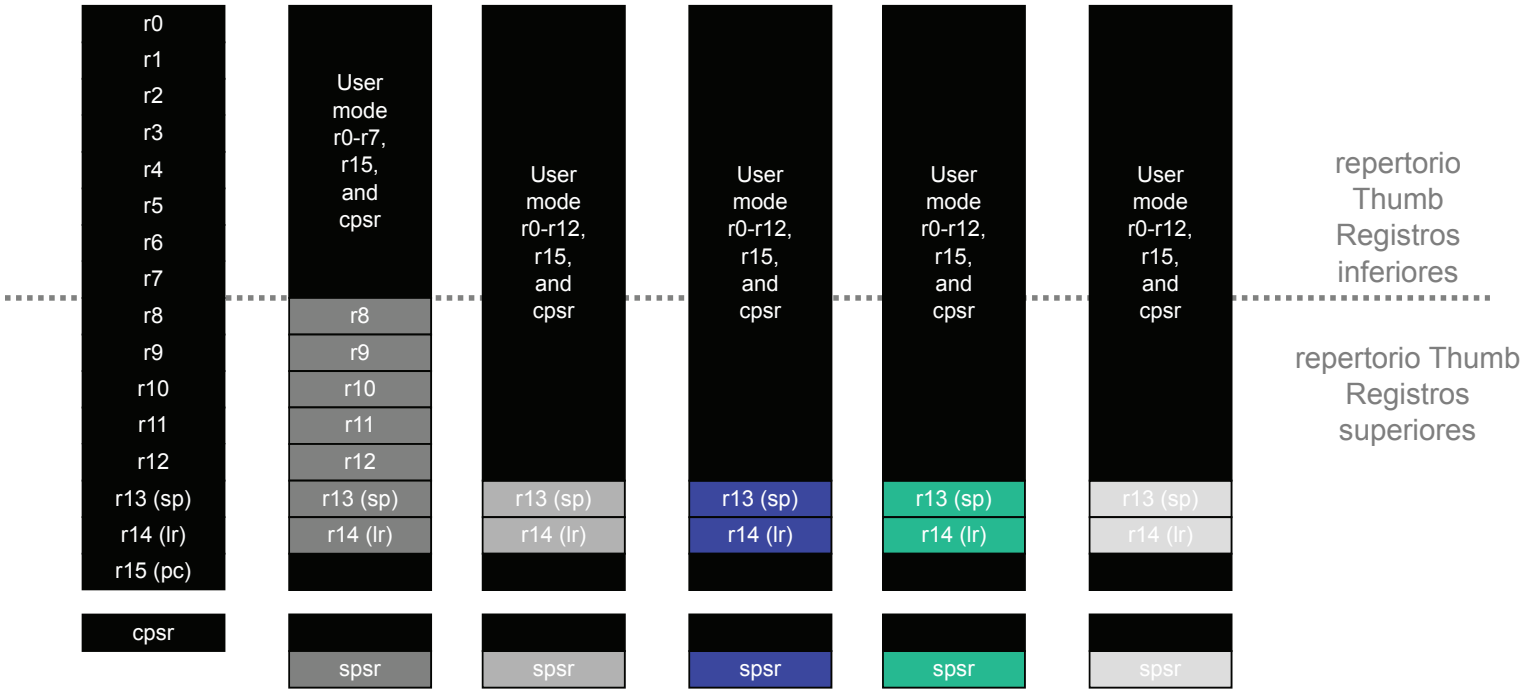 r0
r1
r2
r3
r4
r5
r6
r7
r8
r9
r10
r11
r12
r13 (sp)
r14 (lr)
r15 (pc)
cpsr
User
mode
r0-r7,
r15,
and
cpsr
r8
r9
r10
r11
r12
r13 (sp)
r14 (lr)
spsr
User
mode
r0-r12,
r15,
and
cpsr
r13 (sp)
r14 (lr)
spsr
User
mode
r0-r12,
r15,
and
cpsr
r13 (sp)
r14 (lr)
spsr
User
mode
r0-r12,
r15,
and
cpsr
r13 (sp)
r14 (lr)
spsr
User
mode
r0-r12,
r15,
and
cpsr
r13 (sp)
r14 (lr)
spsr
repertorio
Thumb
Registros
inferiores
repertorio Thumb
Registros
superiores